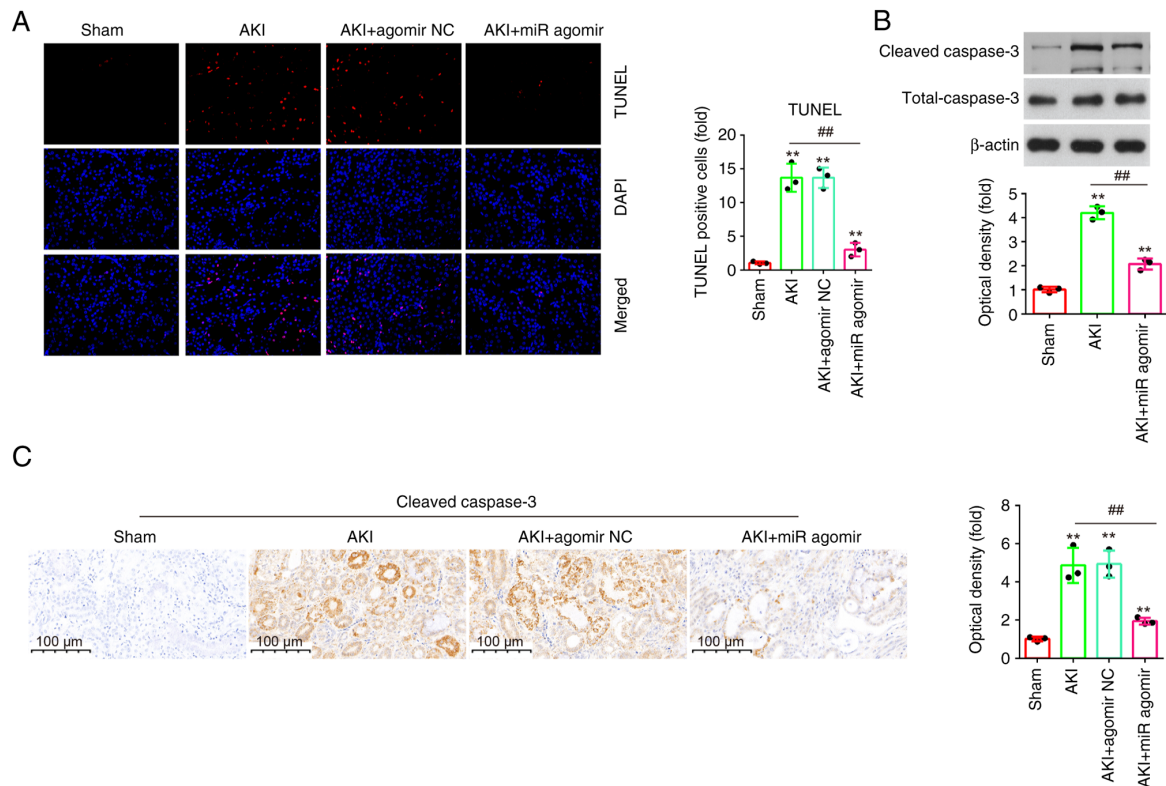 A
Sham
AKI
AKI+agomir NC
AKI+miR agomir
TUNEL
DAPI
Merged
TUNEL
TUNEL positive cells (fold)
20
15
10
5
0
**
**
##
**
Sham
AKI
AKI+agomir NC
AKI+miR agomir
B
Cleaved caspase-3
Total-caspase-3
β-actin
Optical density (fold)
5
4
3
2
1
0
**
##
**
Sham
AKI
AKI+miR agomir
C
Cleaved caspase-3
Sham
AKI
AKI+agomir NC
AKI+miR agomir
100 μm
100 μm
100 μm
100 μm
Optical density (fold)
8
6
4
2
0
**
**
##
**
Sham
AKI
AKI+agomir NC
AKI+miR agomir